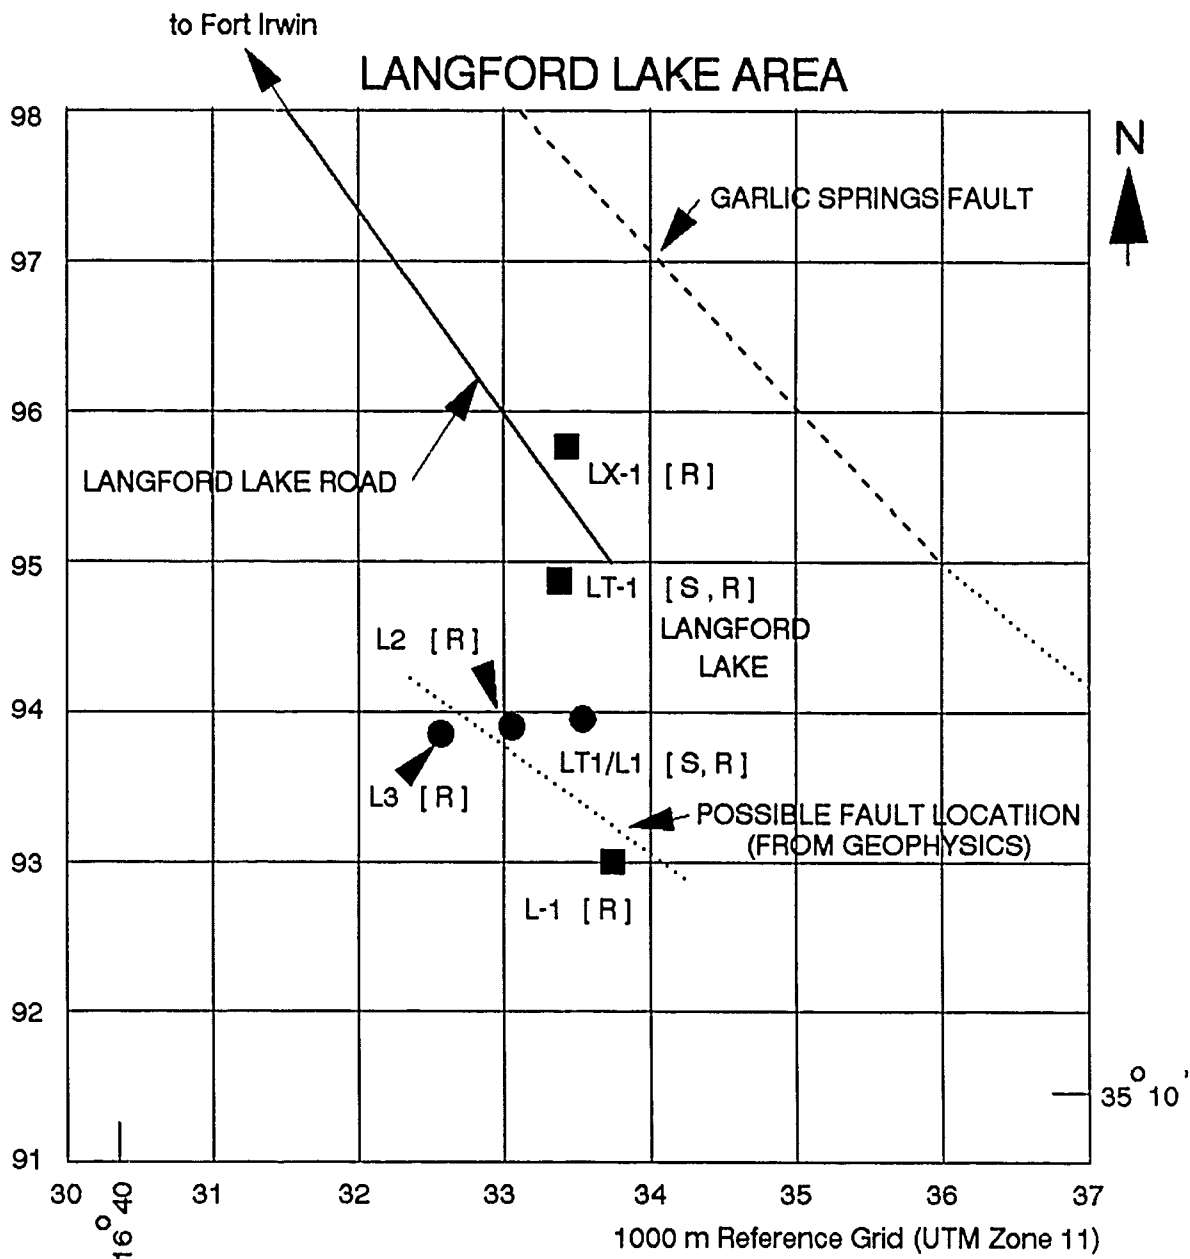 to Fort Irwin
LANGFORD LAKE AREA
98
N
GARLIC SPRINGS FAULT
97
96
LX-1 [ R ]
LANGFORD LAKE ROAD
95
LT-1 [ S , R ]
LANGFORD
LAKE
L2 [ R ]
94
LT1/L1 [ S, R ]
L3 [ R ]
POSSIBLE FAULT LOCATIION
(FROM GEOPHYSICS)
93
L-1 [ R ]
92
35° 10'
91
30 31 32 33 34 35 36 37
16° 40
1000 m Reference Grid (UTM Zone 11)